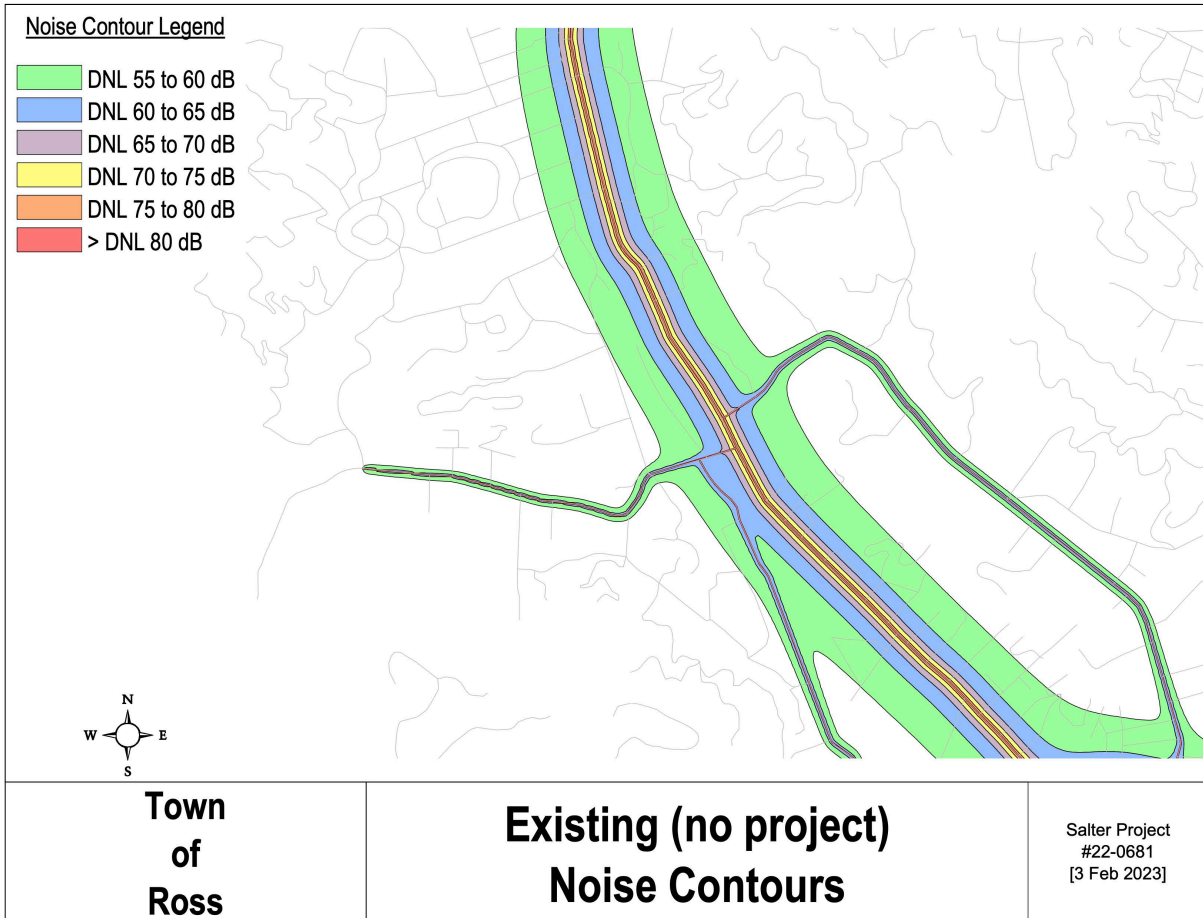 Noise Contour Legend
DNL 55 to 60 dB
DNL 60 to 65 dB
DNL 65 to 70 dB
DNL 70 to 75 dB
DNL 75 to 80 dB
> DNL 80 dB
N
W E
S
Town
of
Ross
Existing (no project)
Noise Contours
Salter Project
#22-0681
[3 Feb 2023]